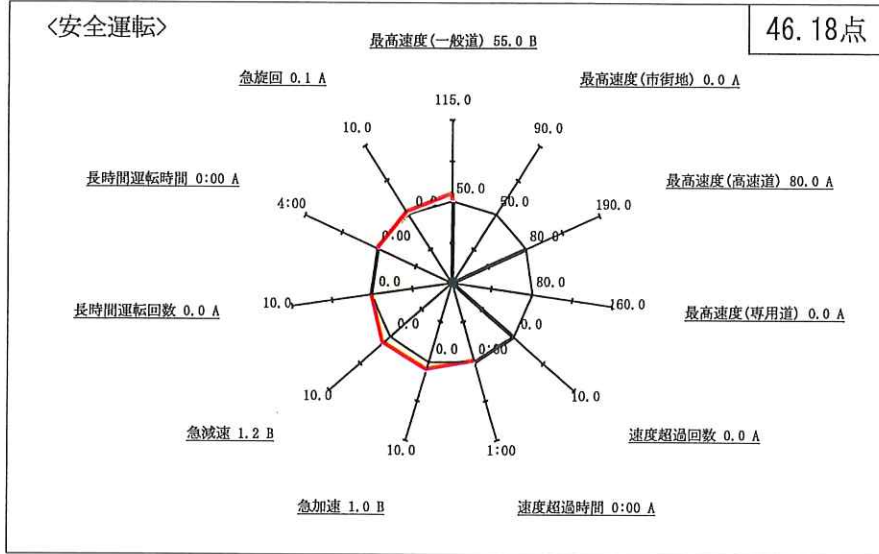 <安全運転>
46.18点
最高速度(一般道) 55.0 B
急旋回 0.1 A
最高速度(市街地) 0.0 A
115.0
10.0
90.0
長時間運転時間 0:00 A
最高速度(高速道) 80.0 A
4:00
190.0
0.0
50.0
50.0
0.00
80.0
長時間運転回数 0.0 A
10.0
0.0
80.0
160.0
最高速度(専用道) 0.0 A
0.0
0.0
0.0
0:00
10.0
10.0
急減速 1.2 B
10.0
1:00
速度超過回数 0.0 A
急加速 1.0 B
速度超過時間 0:00 A